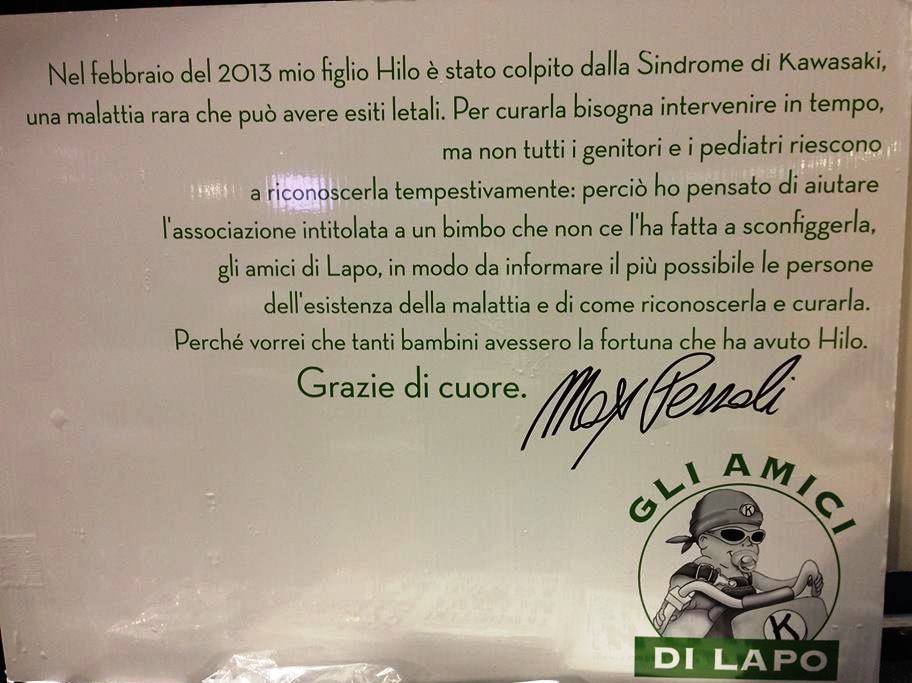 Nel febbraio del 2013 mio figlio Hilo è stato colpito dalla Sindrome di Kawasaki,
una malattia rara che può avere esiti letali. Per curarla bisogna intervenire in tempo,
ma non tutti i genitori e i pediatri riescono
a riconoscerla tempestivamente: perciò ho pensato di aiutare
l'associazione intitolata a un bimbo che non ce l'ha fatta a sconfiggerla,
gli amici di Lapo, in modo da informare il più possibile le persone
dell'esistenza della malattia e di come riconoscerla e curarla.
Perché vorrei che tanti bambini avessero la fortuna che ha avuto Hilo.
Grazie di cuore. Max Pezzali
GLI AMICI
K
K
DI LAPO